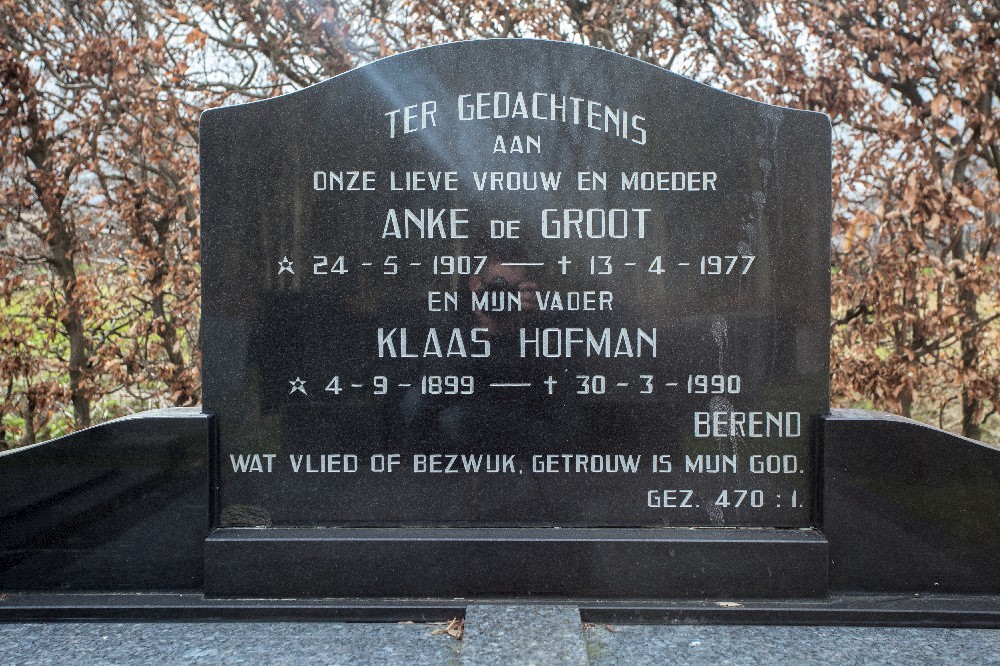 TER GEDACHTENIS
AAN
ONZE LIEVE VROUW EN MOEDER
ANKE DE GROOT
☆ 24 - 5 - 1907 — † 13 - 4 - 1977
EN MIJN VADER
KLAAS HOFMAN
☆ 4 - 9 - 1899 — † 30 - 3 - 1990
BEREND
WAT VLIED OF BEZWIJK, GETROUW IS MIJN GOD.
GEZ. 470 : 1.